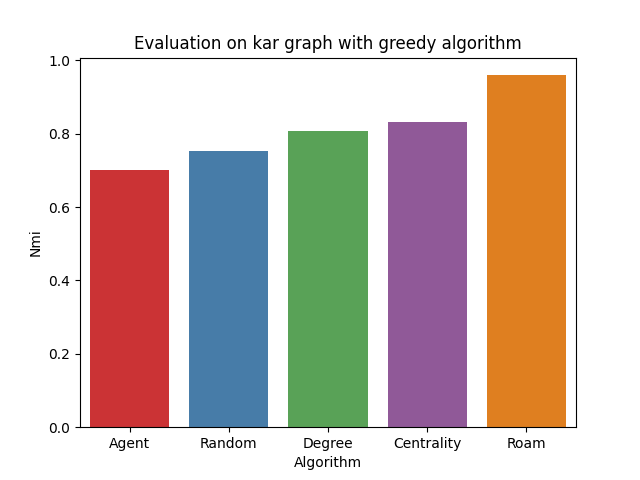 Evaluation on kar graph with greedy algorithm
1.0
0.8
0.6
0.4
0.2
0.0
Nmi
Agent Random Degree Centrality Roam
Algorithm